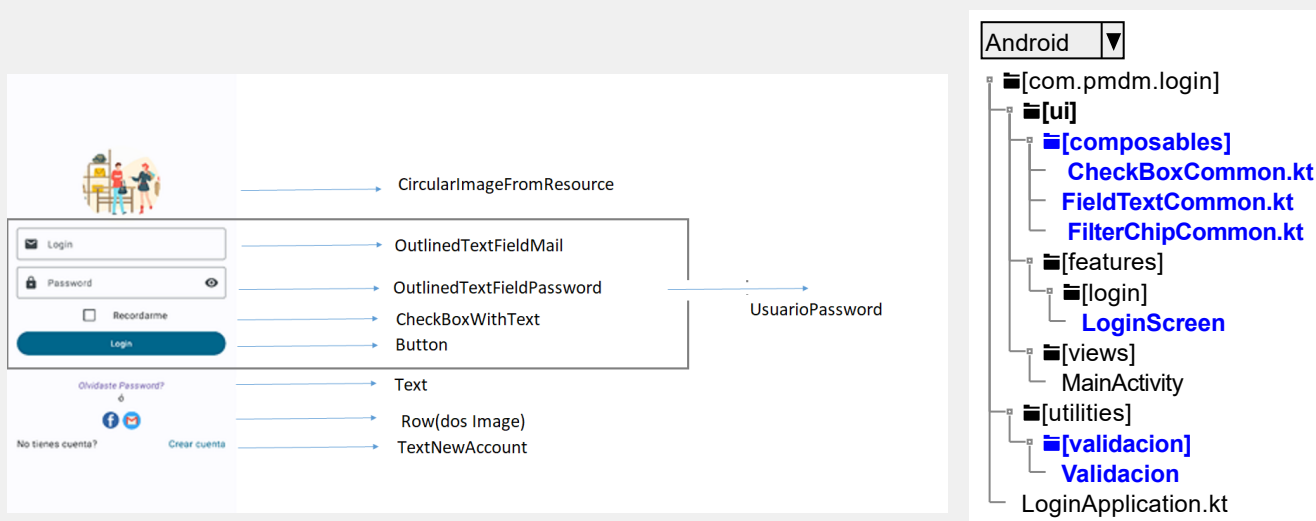 CircularImageFromResource
Login
OutlinedTextFieldMail
Password
OutlinedTextFieldPassword
UsuarioPassword
Recordarme
CheckBoxWithText
Login
Button
Olvidaste Password?
Text
ó
Row(dos Image)
No tienes cuenta?
Crear cuenta
TextNewAccount
Android
[com.pmdm.login]
[ui]
[composables]
CheckBoxCommon.kt
FieldTextCommon.kt
FilterChipCommon.kt
[features]
[login]
LoginScreen
[views]
MainActivity
[utilities]
[validacion]
Validacion
LoginApplication.kt